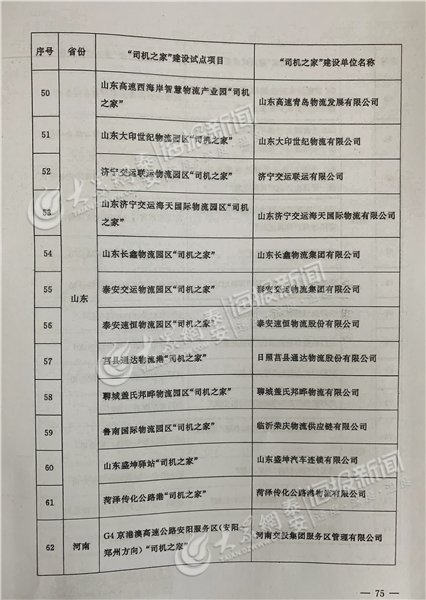 序号 省份 “司机之家”建设试点项目 “司机之家”建设单位名称
50 山东高速西海岸智慧物流产业园“司机之家” 山东高速青岛物流发展有限公司
51 山东大印世纪物流园区“司机之家” 山东大印世纪物流有限公司
52 济宁交运联运物流园区“司机之家” 济宁交运联运有限公司
53 山东济宁交运海天国际物流园区“司机之家” 山东济宁交运海天国际物流有限公司
54 山东长鑫物流园区“司机之家” 山东长鑫物流集团有限公司
55 山东 泰安交运物流园区“司机之家” 泰安交运物流集团有限公司
56 泰安速恒物流园区“司机之家” 泰安速恒物流股份有限公司
57 莒县通达物流港“司机之家” 日照莒县通达物流股份有限公司
58 聊城盖氏邦晔物流园区“司机之家” 聊城盖氏邦晔物流有限公司
59 鲁南国际物流园区“司机之家” 临沂荣庆物流供应链有限公司
60 山东盛坤驿站“司机之家” 山东盛坤汽车连锁有限公司
61 菏泽传化公路港“司机之家” 菏泽传化公路港物流有限公司
62 河南 G4京港澳高速公路安阳服务区(安阳—郑州方向)“司机之家” 河南交投集团服务区管理有限公司
— 75 —
大众网 海报新闻